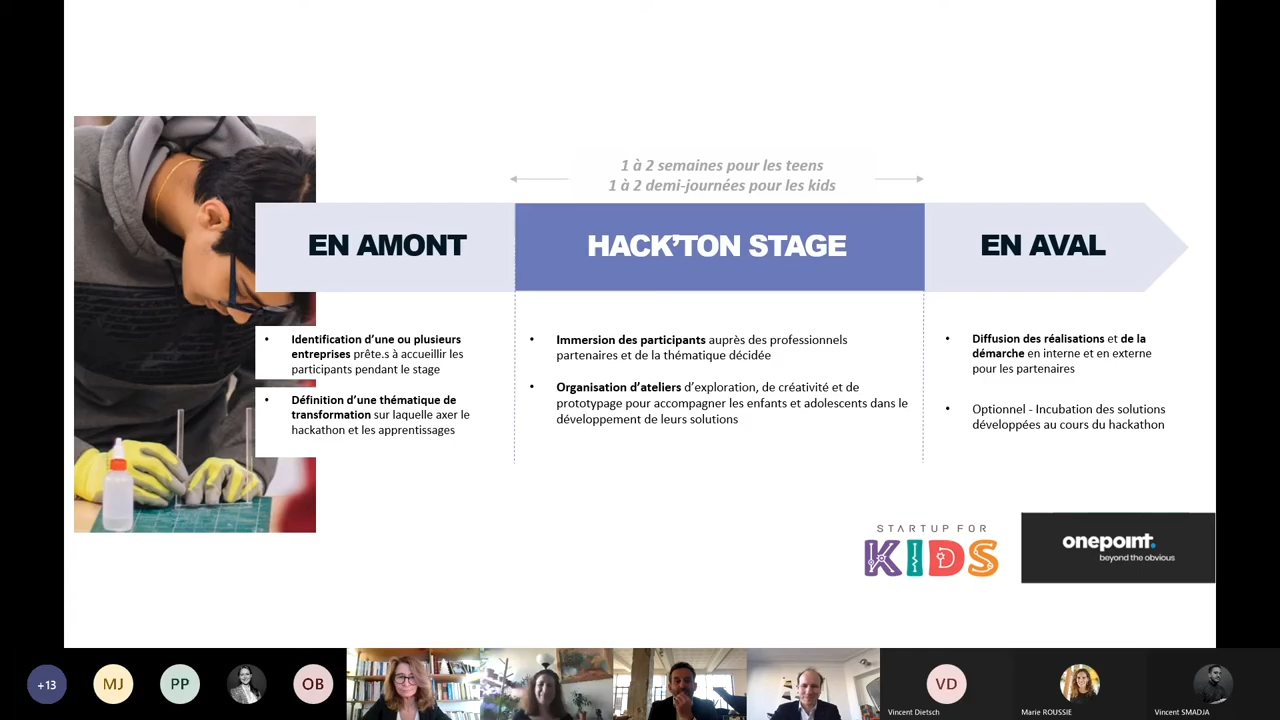 1 à 2 semaines pour les teens
1 à 2 demi-journées pour les kids
EN AMONT
HACK'TON STAGE
EN AVAL
• Identification d'une ou plusieurs
entreprises prête.s à accueillir les
participants pendant le stage
• Définition d'une thématique de
transformation sur laquelle axer le
hackathon et les apprentissages
• Immersion des participants auprès des professionnels
partenaires et de la thématique décidée
• Organisation d'ateliers d'exploration, de créativité et de
prototypage pour accompagner les enfants et adolescents dans le
développement de leurs solutions
• Diffusion des réalisations et de la
démarche en interne et en externe
pour les partenaires
• Optionnel - Incubation des solutions
développées au cours du hackathon
STARTUP FOR
KIDS
onepoint.
beyond the obvious
+13
MJ
PP
OB
VD
Vincent Dietsch
Marie ROUSSIE
Vincent SMADJA